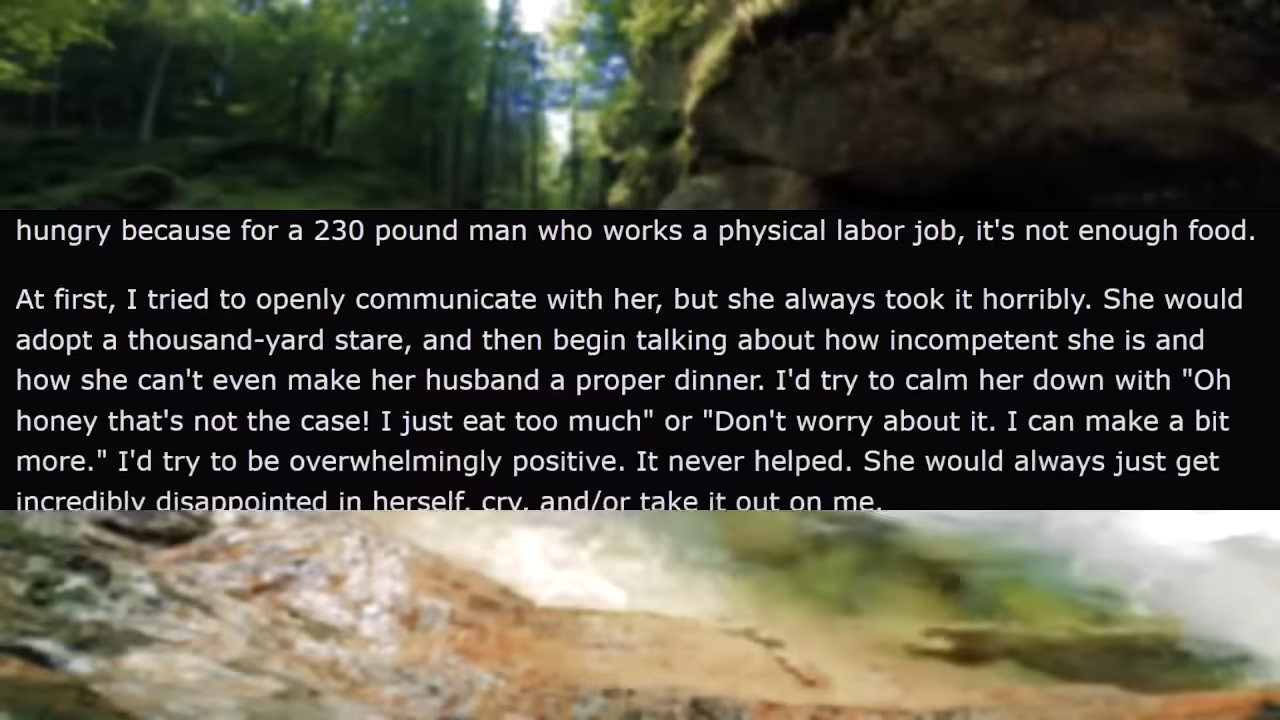 hungry because for a 230 pound man who works a physical labor job, it's not enough food.
At first, I tried to openly communicate with her, but she always took it horribly. She would
adopt a thousand-yard stare, and then begin talking about how incompetent she is and
how she can't even make her husband a proper dinner. I'd try to calm her down with "Oh
honey that's not the case! I just eat too much" or "Don't worry about it. I can make a bit
more." I'd try to be overwhelmingly positive. It never helped. She would always just get
incredibly disappointed in herself, cry, and/or take it out on me.